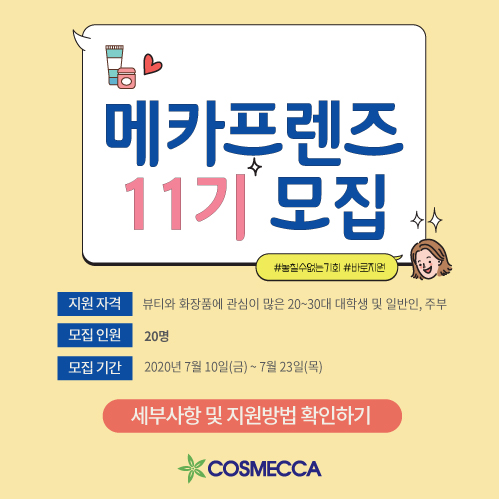 메카프렌즈
11기 모집
#놓칠수없는기회 #바로지원
지원 자격 뷰티와 화장품에 관심이 많은 20~30대 대학생 및 일반인, 주부
모집 인원 20명
모집 기간 2020년 7월 10일(금) ~ 7월 23일(목)
세부사항 및 지원방법 확인하기
COSMECCA